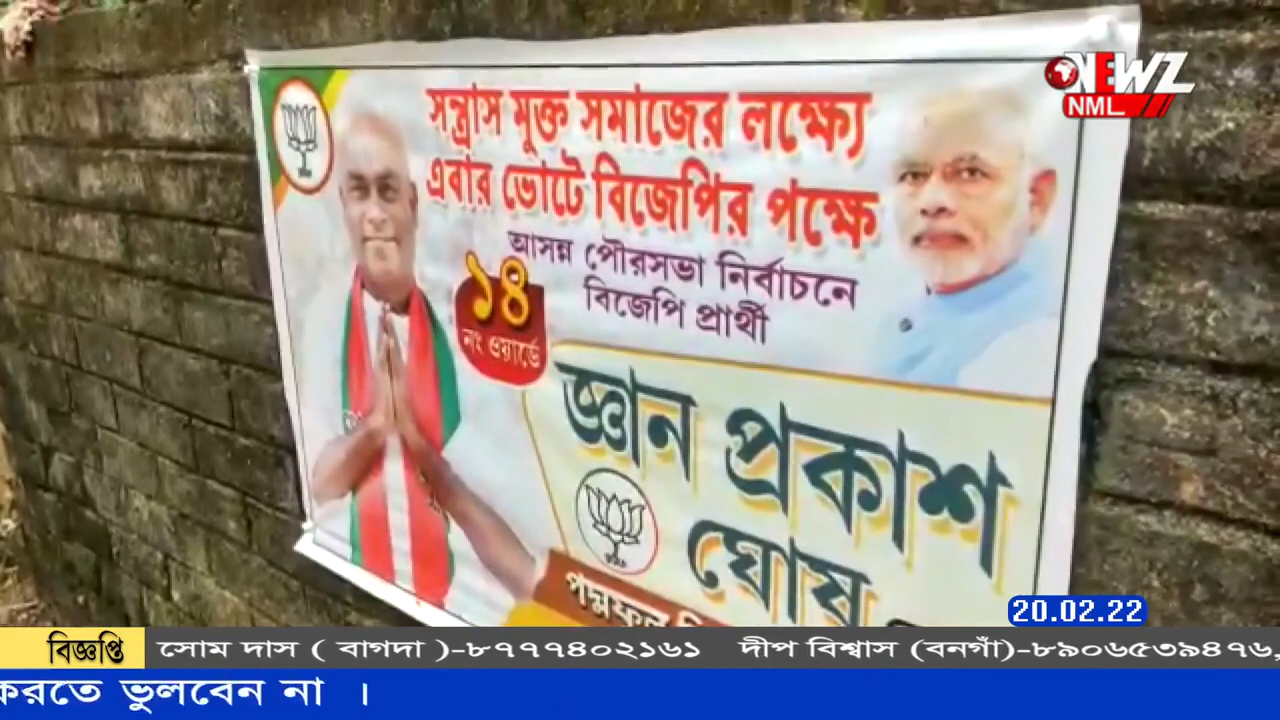 NEWZ
NML
সন্ত্রাস মুক্ত সমাজের লক্ষ্যে
এবার ভোটে বিজেপির পক্ষে
আসন্ন পৌরসভা নির্বাচনে
বিজেপি প্রার্থী
১৪
নং ওয়ার্ডে
জ্ঞান প্রকাশ
ঘোষ
20.02.22
বিজ্ঞপ্তি
সোম দাস ( বাগদা )-৮৭৭৭৪০২১৬১ দীপ বিশ্বাস (বনগাঁ)-৮৯০৬৫৩৯৪৭৬,
করতে ভুলবেন না ।